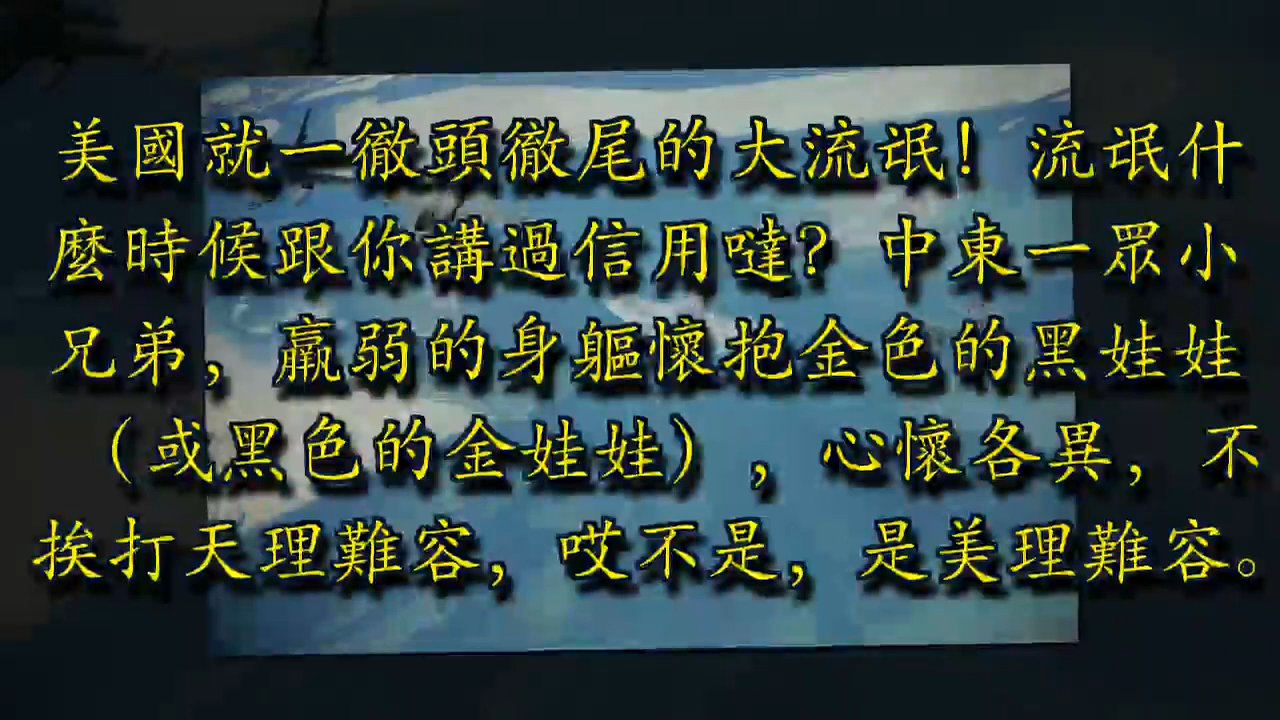 美國就一徹頭徹尾的大流氓！流氓什
麼時候跟你講過信用噠？中東一眾小
兄弟，羸弱的身軀懷抱金色的黑娃娃
（或黑色的金娃娃），心懷各異，不
挨打天理難容，哎不是，是美理難容。